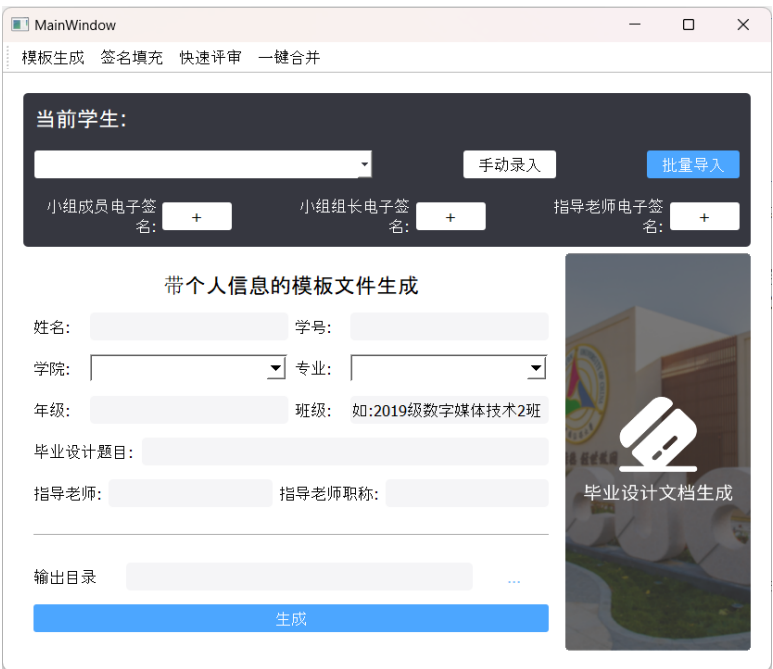 MainWindow
模板生成 签名填充 快速评审 一键合并
当前学生:
手动录入 批量导入
小组成员电子签名: + 小组组长电子签名: + 指导老师电子签名: +
带个人信息的模板文件生成
姓名: 学号:
学院: 专业:
年级: 班级: 如:2019级数字媒体技术2班
毕业设计题目:
指导老师: 指导老师职称:
毕业设计文档生成
输出目录 ...
生成